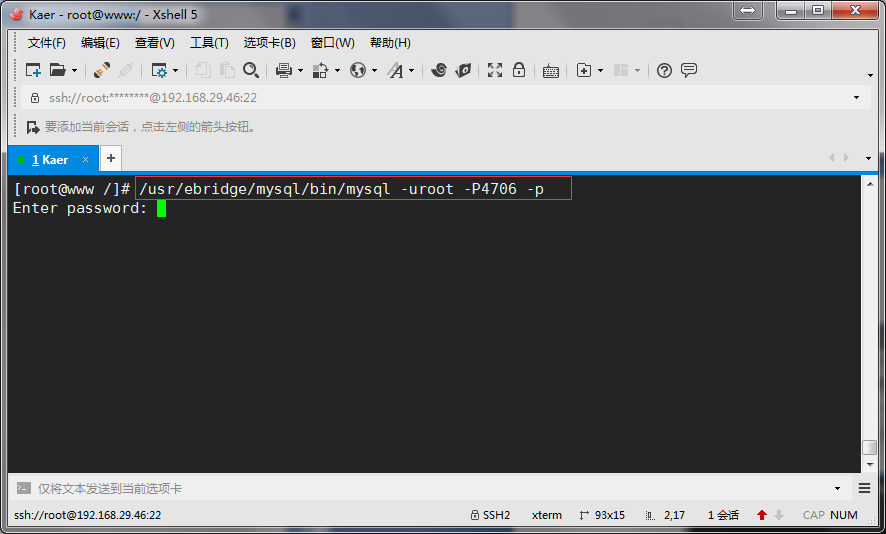 Kaer - root@www:/ - Xshell 5
文件(F) 编辑(E) 查看(V) 工具(T) 选项卡(B) 窗口(W) 帮助(H)
ssh://root:********@192.168.29.46:22
要添加当前会话，点击左侧的箭头按钮。
1 Kaer × +
[root@www /]# /usr/ebridge/mysql/bin/mysql -uroot -P4706 -p
Enter password:
仅将文本发送到当前选项卡
ssh://root@192.168.29.46:22 SSH2 xterm 93x15 2,17 1 会话 CAP NUM